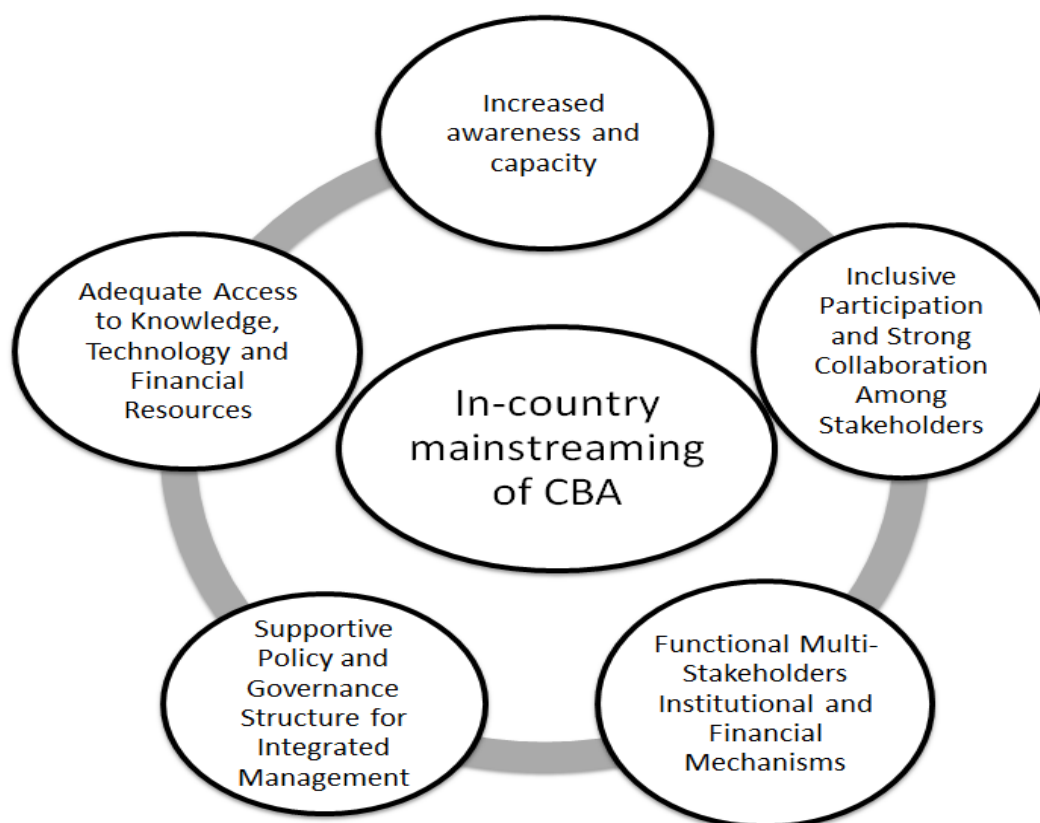 Increased
awareness and
capacity
Inclusive
Participation
and Strong
Collaboration
Among
Stakeholders
Functional Multi-
Stakeholders
Institutional and
Financial
Mechanisms
Supportive
Policy and
Governance
Structure for
Integrated
Management
Adequate Access
to Knowledge,
Technology and
Financial
Resources
In-country
mainstreaming
of CBA